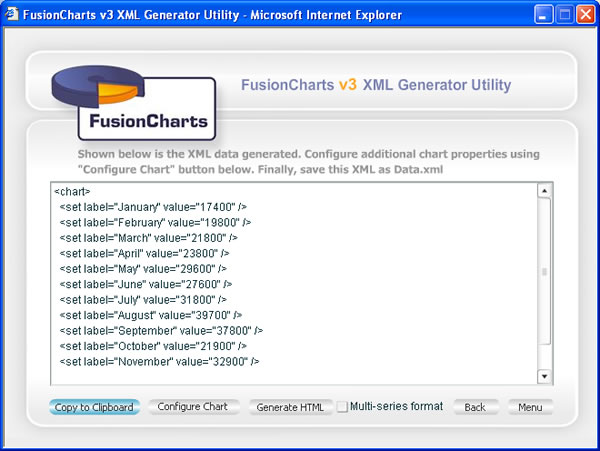 FusionCharts v3 XML Generator Utility - Microsoft Internet Explorer
FusionCharts v3 XML Generator Utility
FusionCharts
Shown below is the XML data generated. Configure additional chart properties using
"Configure Chart" button below. Finally, save this XML as Data.xml
<chart>
<set label="January" value="17400" />
<set label="February" value="19800" />
<set label="March" value="21800" />
<set label="April" value="23800" />
<set label="May" value="29600" />
<set label="June" value="27600" />
<set label="July" value="31800" />
<set label="August" value="39700" />
<set label="September" value="37800" />
<set label="October" value="21900" />
<set label="November" value="32900" />
Copy to Clipboard Configure Chart Generate HTML Multi-series format Back Menu